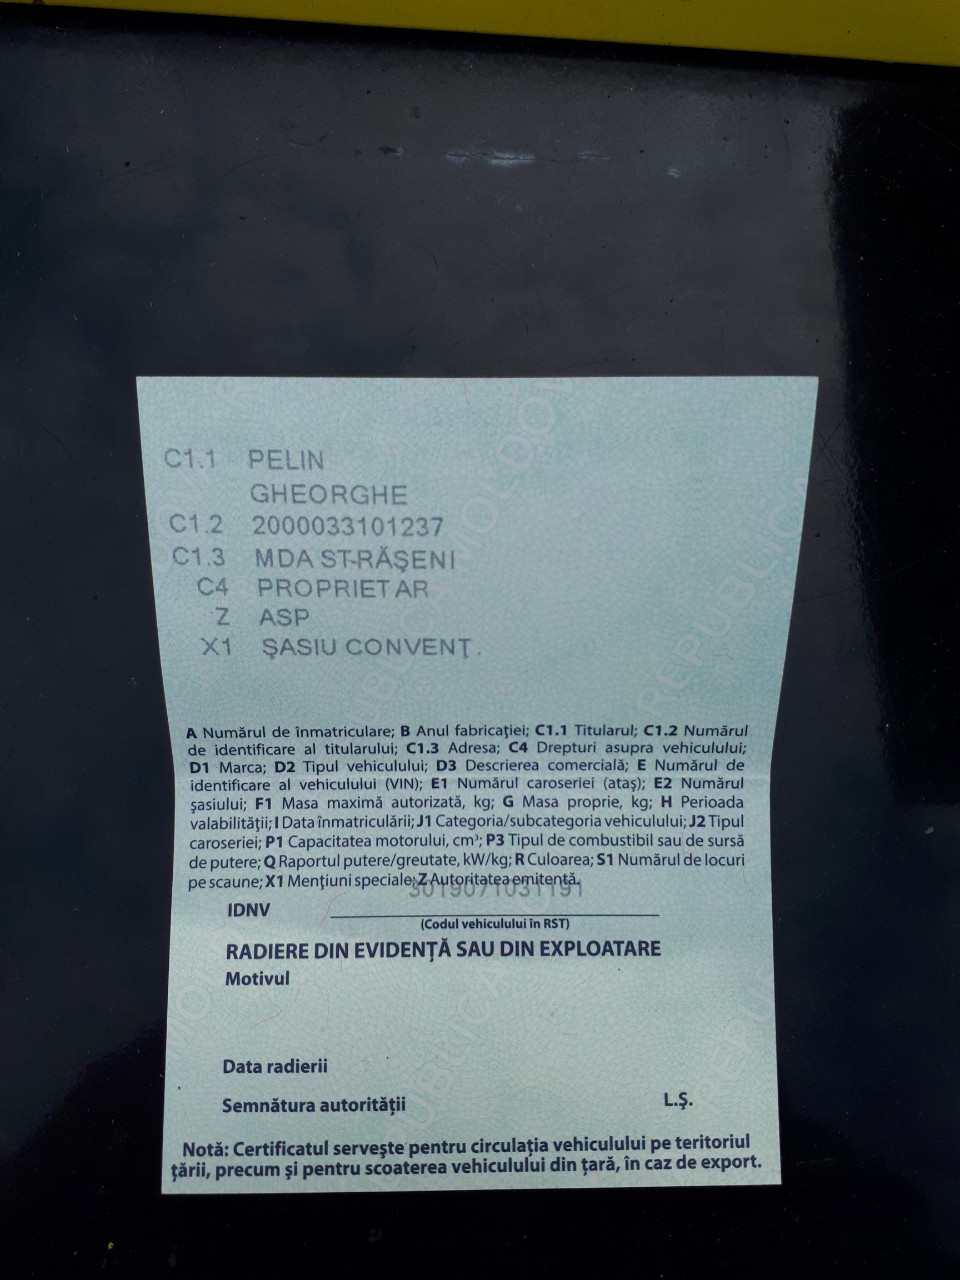 C1.1 PELIN
GHEORGHE
C1.2 2000033101237
C1.3 MDA ST-RĂŞENI
C4 PROPRIETAR
Z ASP
X1 ŞASIU CONVENŢ.
A Numărul de înmatriculare; B Anul fabricaţiei; C1.1 Titularul; C1.2 Numărul
de identificare al titularului; C1.3 Adresa; C4 Drepturi asupra vehiculului;
D1 Marca; D2 Tipul vehiculului; D3 Descrierea comercială; E Numărul de
identificare al vehiculului (VIN); E1 Numărul caroseriei (ataş); E2 Numărul
şasiului; F1 Masa maximă autorizată, kg; G Masa proprie, kg; H Perioada
valabilităţii; I Data înmatriculării; J1 Categoria/subcategoria vehiculului; J2 Tipul
caroseriei; P1 Capacitatea motorului, cm³; P3 Tipul de combustibil sau de sursă
de putere; Q Raportul putere/greutate, kW/kg; R Culoarea; S1 Numărul de locuri
pe scaune; X1 Menţiuni speciale; Z Autoritatea emitentă.
3019071031191
IDNV
(Codul vehiculului în RST)
RADIERE DIN EVIDENŢĂ SAU DIN EXPLOATARE
Motivul
Data radierii
Semnătura autorităţii L.Ş.
Notă: Certificatul serveşte pentru circulaţia vehiculului pe teritoriul
ţării, precum şi pentru scoaterea vehiculului din ţară, în caz de export.